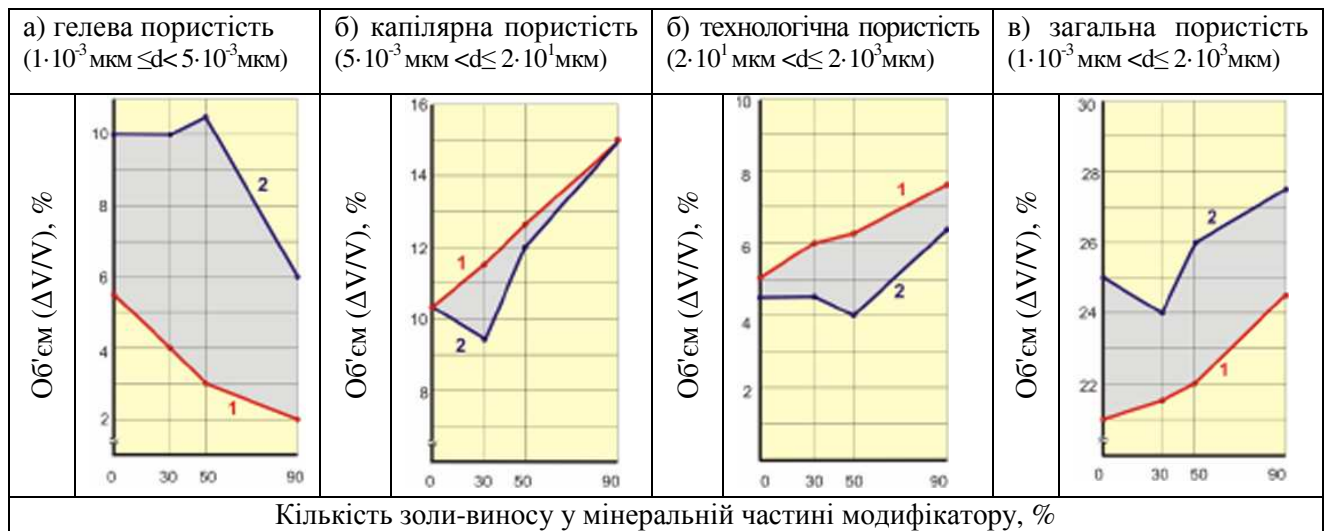 а) гелева пористість
(1·10⁻³ мкм ≤d< 5·10⁻³мкм)
б) капілярна пористість
(5·10⁻³ мкм <d≤ 2·10¹мкм)
б) технологічна пористість
(2·10¹ мкм <d≤ 2·10³мкм)
в) загальна пористість
(1·10⁻³ мкм <d≤ 2·10³мкм)
Об'єм (ΔV/V), %
10
8
6
4
2
2
1
0 30 50 90
Об'єм (ΔV/V), %
16
14
12
10
8
1
2
0 30 50 90
Об'єм (ΔV/V), %
10
8
6
4
2
1
2
0 30 50 90
Об'єм (ΔV/V), %
30
28
26
24
22
2
1
0 30 50 90
Кількість золи-виносу у мінеральній частині модифікатору, %